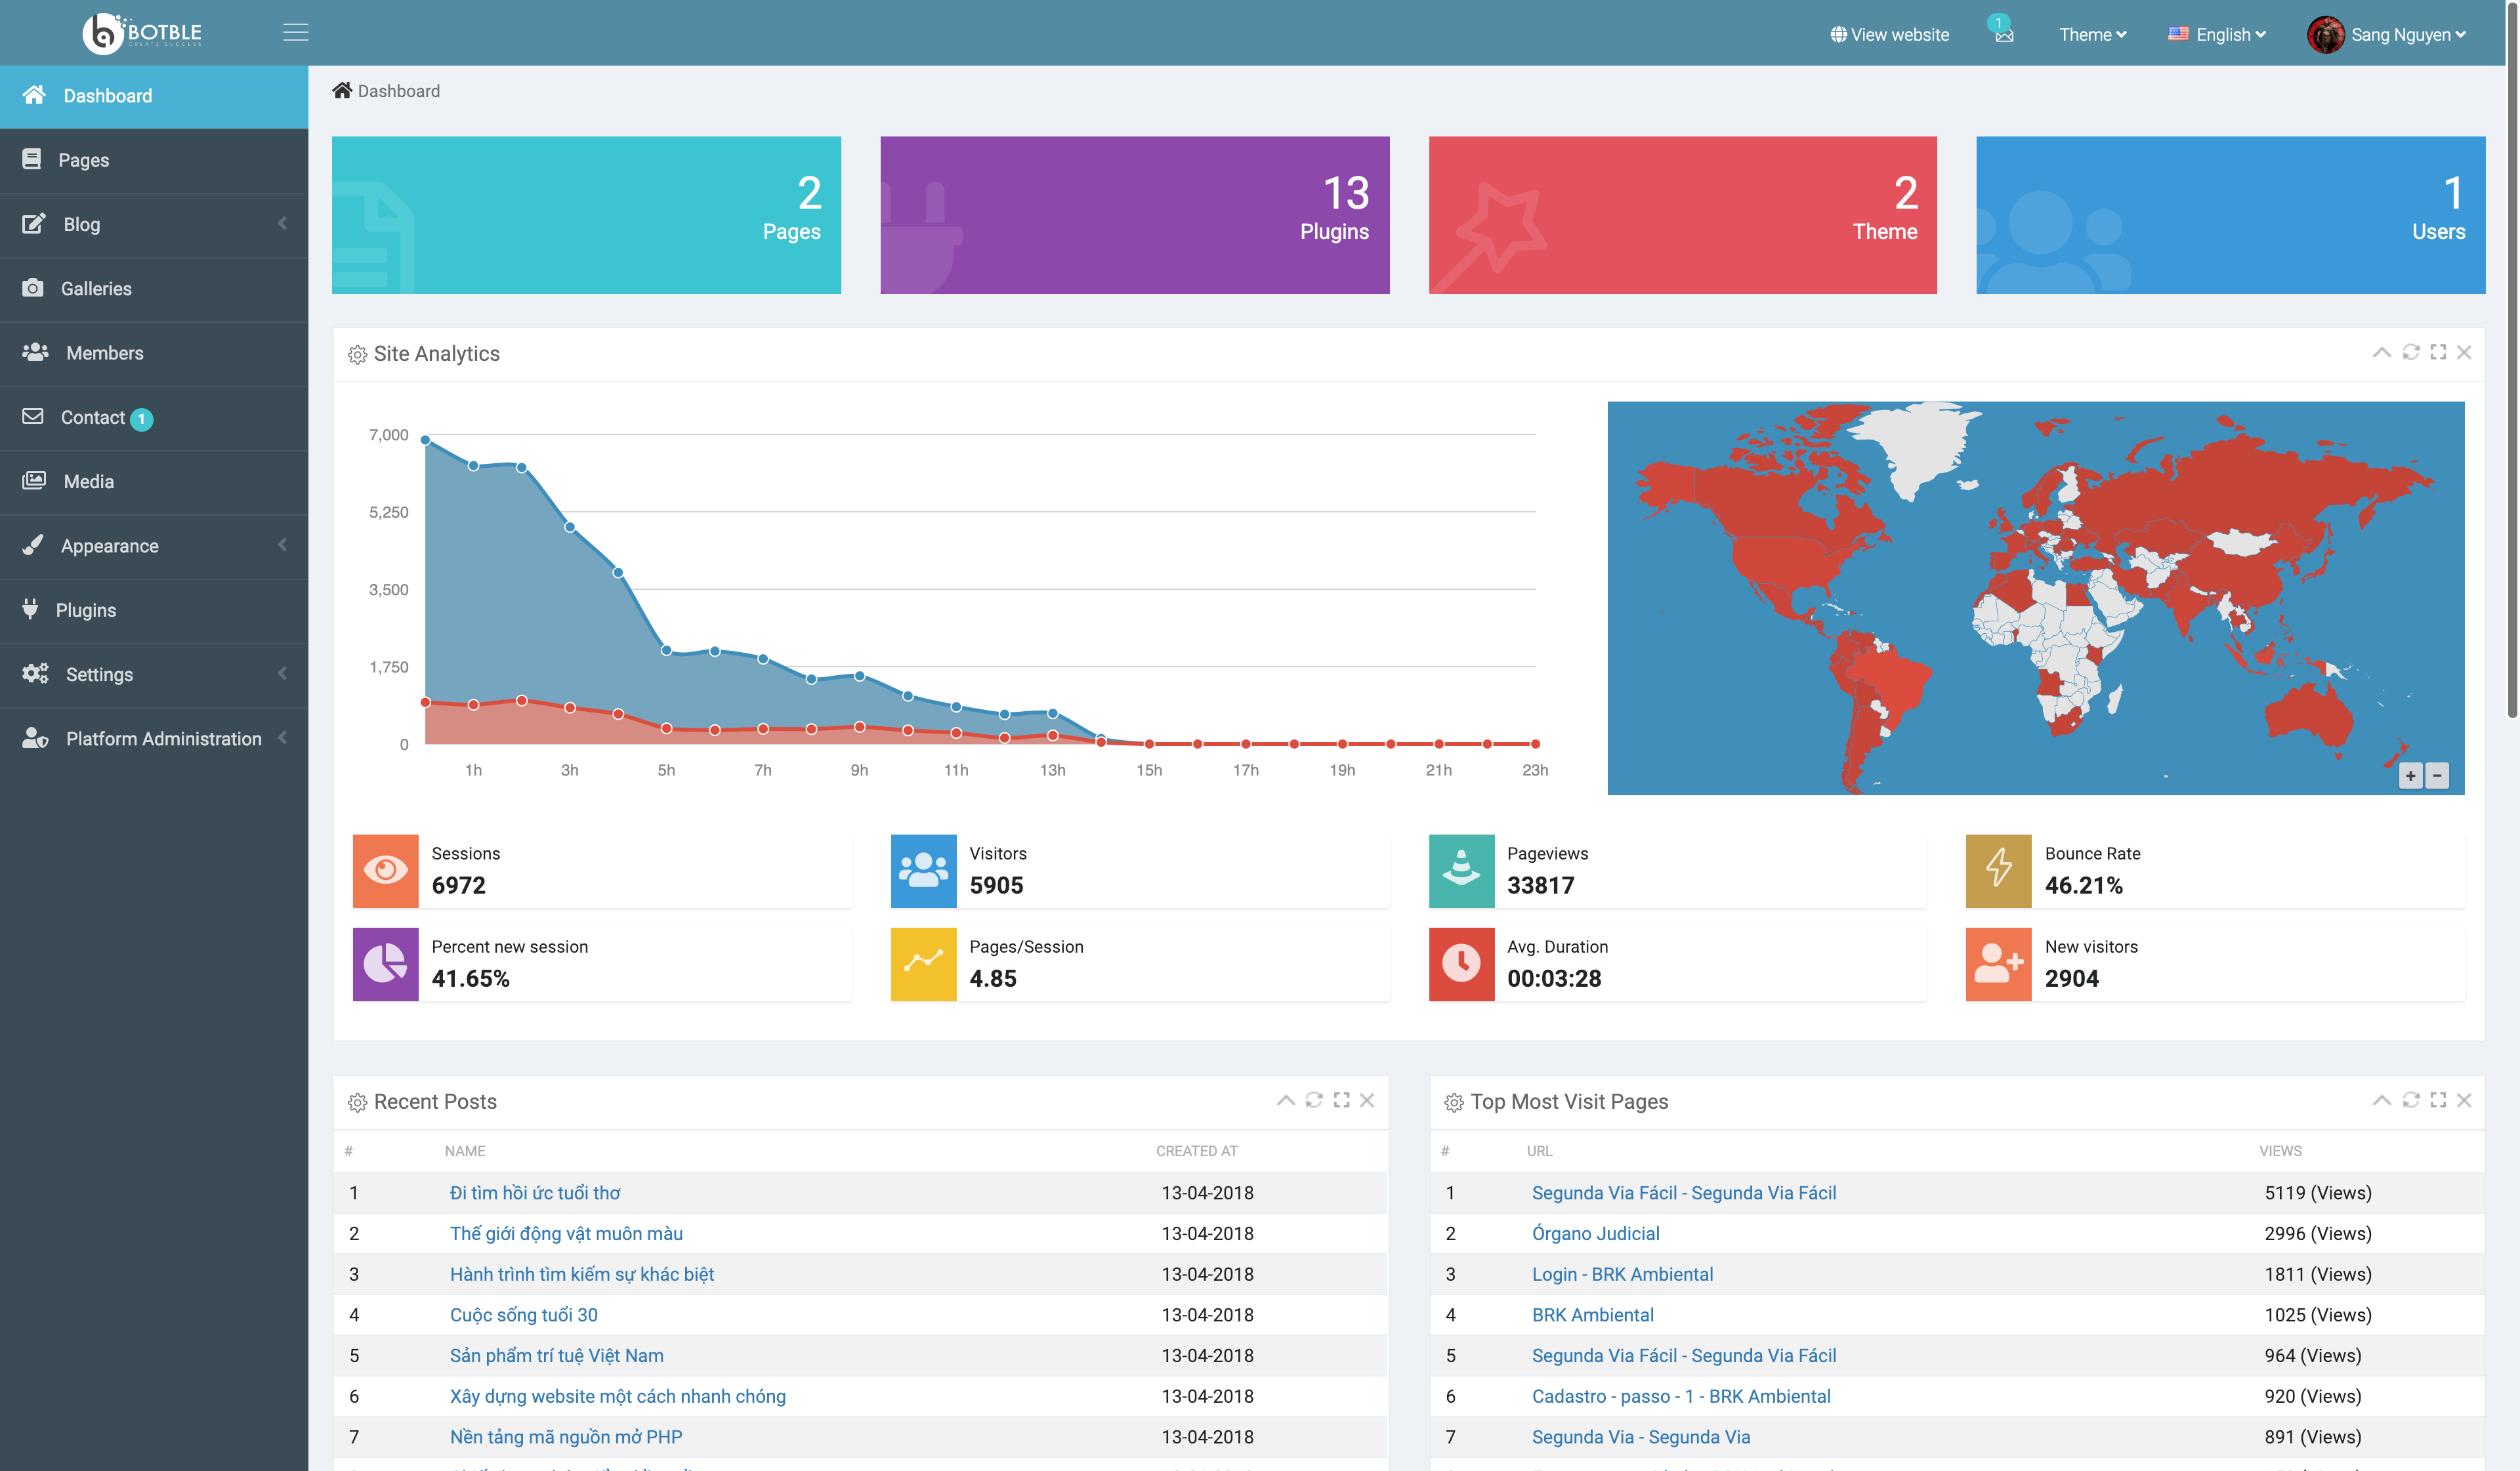 BOTBLE
CREATE SUCCESS
View website
1
Theme
English
Sang Nguyen
Dashboard
Pages
Blog
Galleries
Members
Contact 1
Media
Appearance
Plugins
Settings
Platform Administration
Dashboard
2
Pages
13
Plugins
2
Theme
1
Users
Site Analytics
7,000
5,250
3,500
1,750
0
1h 3h 5h 7h 9h 11h 13h 15h 17h 19h 21h 23h
+ −
Sessions
6972
Visitors
5905
Pageviews
33817
Bounce Rate
46.21%
Percent new session
41.65%
Pages/Session
4.85
Avg. Duration
00:03:28
New visitors
2904
Recent Posts
# NAME CREATED AT
1 Đi tìm hồi ức tuổi thơ 13-04-2018
2 Thế giới động vật muôn màu 13-04-2018
3 Hành trình tìm kiếm sự khác biệt 13-04-2018
4 Cuộc sống tuổi 30 13-04-2018
5 Sản phẩm trí tuệ Việt Nam 13-04-2018
6 Xây dựng website một cách nhanh chóng 13-04-2018
7 Nền tảng mã nguồn mở PHP 13-04-2018
Top Most Visit Pages
# URL VIEWS
1 Segunda Via Fácil - Segunda Via Fácil 5119 (Views)
2 Órgano Judicial 2996 (Views)
3 Login - BRK Ambiental 1811 (Views)
4 BRK Ambiental 1025 (Views)
5 Segunda Via Fácil - Segunda Via Fácil 964 (Views)
6 Cadastro - passo - 1 - BRK Ambiental 920 (Views)
7 Segunda Via - Segunda Via 891 (Views)